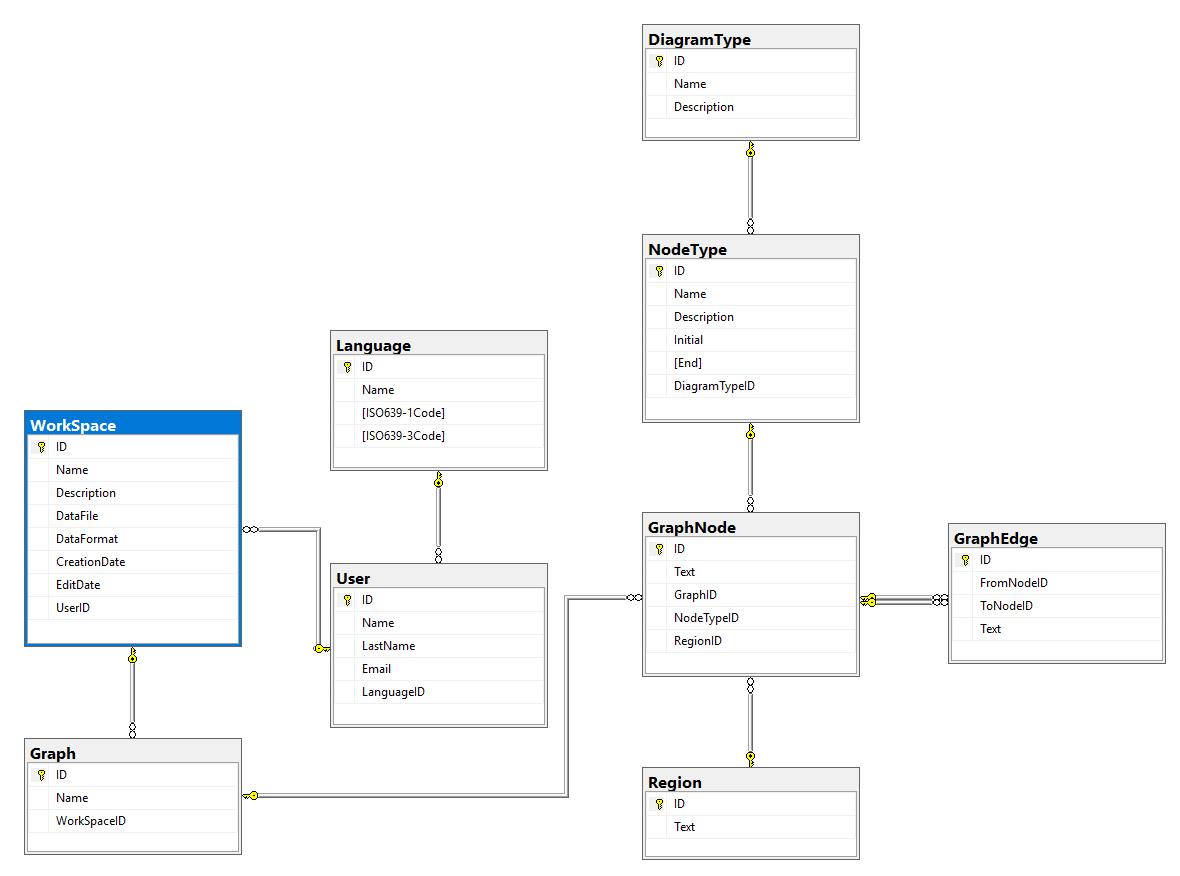 DiagramType
ID
Name
Description
NodeType
ID
Name
Description
Initial
[End]
DiagramTypeID
Language
ID
Name
[ISO639-1Code]
[ISO639-3Code]
WorkSpace
ID
Name
Description
DataFile
DataFormat
CreationDate
EditDate
UserID
User
ID
Name
LastName
Email
LanguageID
GraphNode
ID
Text
GraphID
NodeTypeID
RegionID
GraphEdge
ID
FromNodeID
ToNodeID
Text
Graph
ID
Name
WorkSpaceID
Region
ID
Text